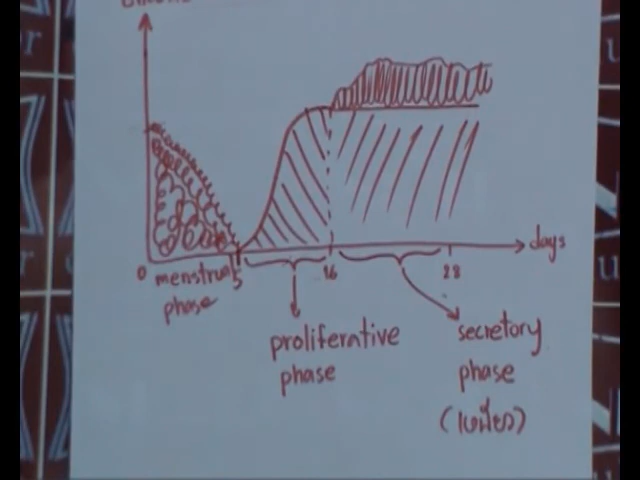 days
0
5
16
28
menstrual
phase
proliferative
phase
secretory
phase